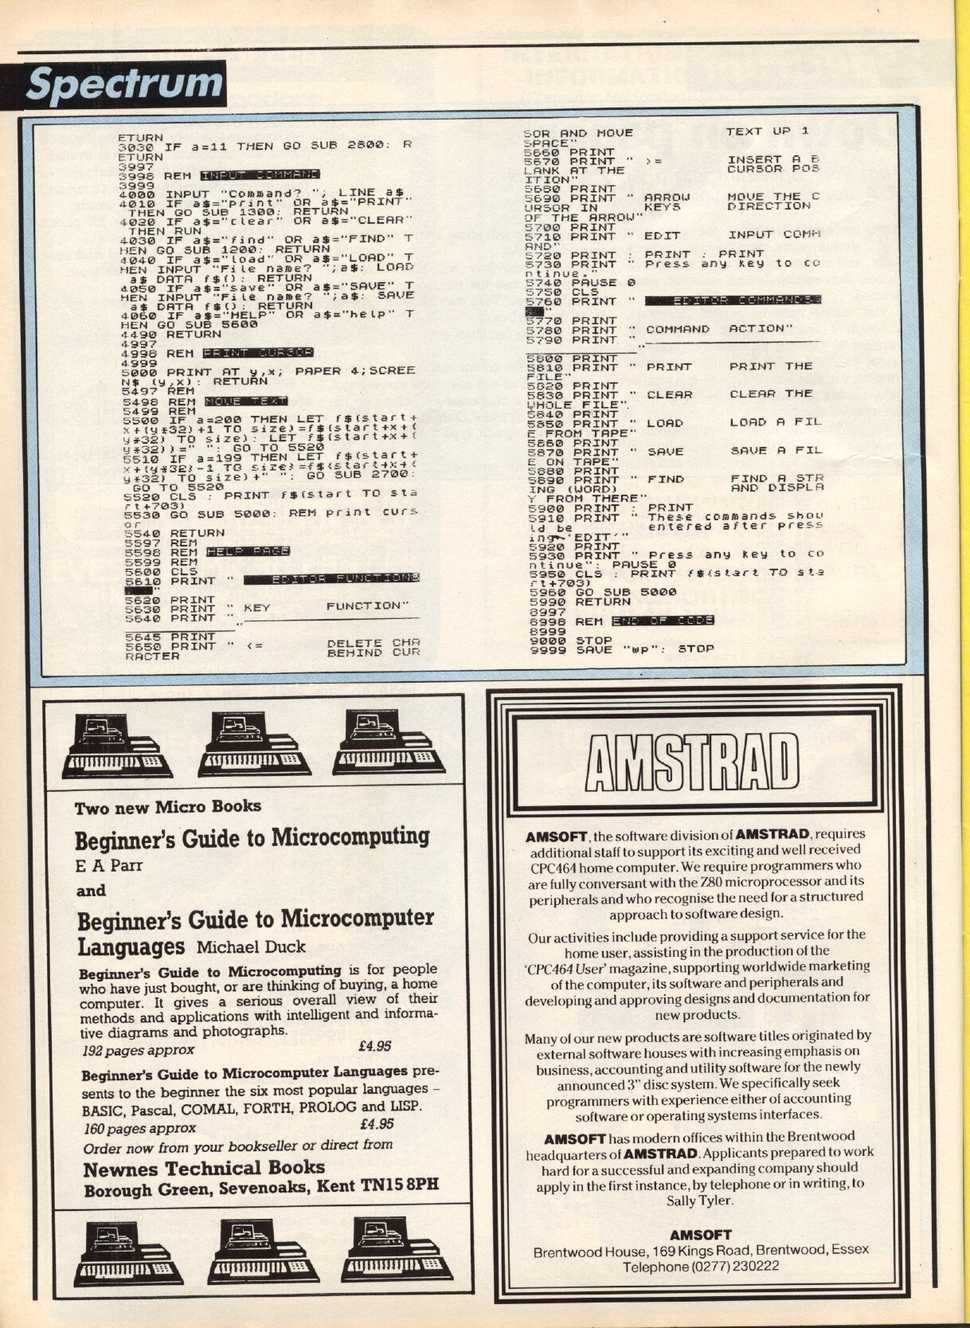 Spectrum
ETURN
3030 IF a=11 THEN GO SUB 2800: R
ETURN
3997
3998 REM INPUT COMMAND
3999
4000 INPUT "Command? "; LINE a$
4010 IF a$="print" OR a$="PRINT"
THEN GO SUB 1300: RETURN
4020 IF a$="clear" OR a$="CLEAR"
THEN RUN
4030 IF a$="find" OR a$="FIND" T
HEN GO SUB 1200: RETURN
4040 IF a$="load" OR a$="LOAD" T
HEN INPUT "File name? ";a$: LOAD
a$ DATA f$(): RETURN
4050 IF a$="save" OR a$="SAVE" T
HEN INPUT "File name? ";a$: SAVE
a$ DATA f$(): RETURN
4060 IF a$="HELP" OR a$="help" T
HEN GO SUB 5600
4490 RETURN
4997
4998 REM PRINT CURSOR
4999
5000 PRINT AT y,x; PAPER 4;SCREE
N$ (y,x): RETURN
5497 REM
5498 REM MOVE TEXT
5499 REM
5500 IF a=200 THEN LET f$(start+
x+(y*32)+1 TO size)=f$(start+x+(
y*32) TO size): LET f$(start+x+(
y*32))=" ": GO TO 5520
5510 IF a=199 THEN LET f$(start+
x+(y*32)-1 TO size)=f$(start+x+(
y*32) TO size)+" ": GO SUB 2700:
GO TO 5520
5520 CLS : PRINT f$(start TO sta
rt+703)
5530 GO SUB 5000: REM print curs
or
5540 RETURN
5597 REM
5598 REM HELP PAGE
5599 REM
5600 CLS
5610 PRINT " EDITOR FUNCTIONS
"
5620 PRINT
5630 PRINT " KEY FUNCTION"
5640 PRINT " ____________________
__________"
5645 PRINT
5650 PRINT " <= DELETE CHA
RACTER BEHIND CUR
SOR AND MOVE TEXT UP 1
SPACE"
5660 PRINT
5670 PRINT " >= INSERT A B
LANK AT THE CURSOR POS
ITION"
5680 PRINT
5690 PRINT " ARROW MOVE THE C
URSOR IN KEYS DIRECTION
OF THE ARROW"
5700 PRINT
5710 PRINT " EDIT INPUT COMM
AND"
5720 PRINT : PRINT : PRINT
5730 PRINT " Press any key to co
ntinue."
5740 PAUSE 0
5750 CLS
5760 PRINT " EDITOR COMMANDS
"
5770 PRINT
5780 PRINT " COMMAND ACTION"
5790 PRINT " ____________________
__________"
5800 PRINT
5810 PRINT " PRINT PRINT THE
FILE"
5820 PRINT
5830 PRINT " CLEAR CLEAR THE
WHOLE FILE"
5840 PRINT
5850 PRINT " LOAD LOAD A FIL
E FROM TAPE"
5860 PRINT
5870 PRINT " SAVE SAVE A FIL
E ON TAPE"
5880 PRINT
5890 PRINT " FIND FIND A STR
ING (WORD) AND DISPLA
Y FROM THERE"
5900 PRINT : PRINT
5910 PRINT " These commands shou
ld be entered after press
ing 'EDIT'"
5920 PRINT
5930 PRINT " Press any key to co
ntinue": PAUSE 0
5950 CLS : PRINT f$(start TO sta
rt+703)
5960 GO SUB 5000
5990 RETURN
8997
8998 REM END OF CODE
8999
9000 STOP
9999 SAVE "wp": STOP
Two new Micro Books
Beginner's Guide to Microcomputing
E A Parr
and
Beginner's Guide to Microcomputer
Languages Michael Duck
Beginner's Guide to Microcomputing is for people
who have just bought, or are thinking of buying, a home
computer. It gives a serious overall view of their
methods and applications with intelligent and informa-
tive diagrams and photographs.
192 pages approx £4.95
Beginner's Guide to Microcomputer Languages pre-
sents to the beginner the six most popular languages –
BASIC, Pascal, COMAL, FORTH, PROLOG and LISP.
160 pages approx £4.95
Order now from your bookseller or direct from
Newnes Technical Books
Borough Green, Sevenoaks, Kent TN15 8PH
AMSTRAD
AMSOFT, the software division of AMSTRAD, requires
additional staff to support its exciting and well received
CPC464 home computer. We require programmers who
are fully conversant with the Z80 microprocessor and its
peripherals and who recognise the need for a structured
approach to software design.
Our activities include providing a support service for the
home user, assisting in the production of the
'CPC464 User' magazine, supporting worldwide marketing
of the computer, its software and peripherals and
developing and approving designs and documentation for
new products.
Many of our new products are software titles originated by
external software houses with increasing emphasis on
business, accounting and utility software for the newly
announced 3" disc system. We specifically seek
programmers with experience either of accounting
software or operating systems interfaces.
AMSOFT has modern offices within the Brentwood
headquarters of AMSTRAD. Applicants prepared to work
hard for a successful and expanding company should
apply in the first instance, by telephone or in writing, to
Sally Tyler.
AMSOFT
Brentwood House, 169 Kings Road, Brentwood, Essex
Telephone (0277) 230222